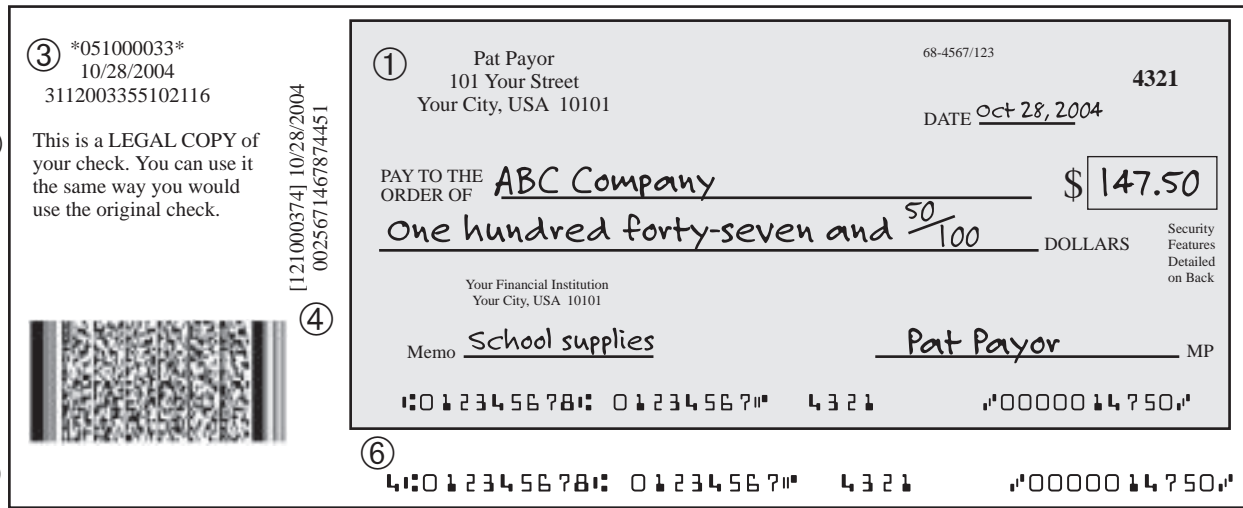 ③ *051000033*
10/28/2004
3112003355102116
This is a LEGAL COPY of
your check. You can use it
the same way you would
use the original check.
[121000374] 10/28/2004
00256714678​74451
④
① Pat Payor
101 Your Street
Your City, USA 10101
68-4567/123
4321
DATE Oct 28, 2004
PAY TO THE
ORDER OF ABC Company $ 147.50
One hundred forty-seven and 50/100 DOLLARS
Security
Features
Detailed
on Back
Your Financial Institution
Your City, USA 10101
Memo School supplies Pat Payor MP
⑆012345678⑆ 01234567⑈ 4321 ⑇0000014750⑇
⑥
4⑆012345678⑆ 01234567⑈ 4321 ⑇0000014750⑇